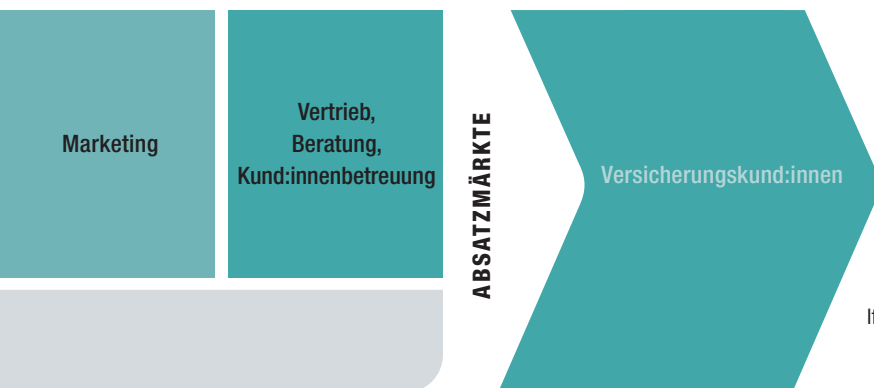 Marketing
Vertrieb,
Beratung,
Kund:innenbetreuung
ABSATZMÄRKTE
Versicherungskund:innen